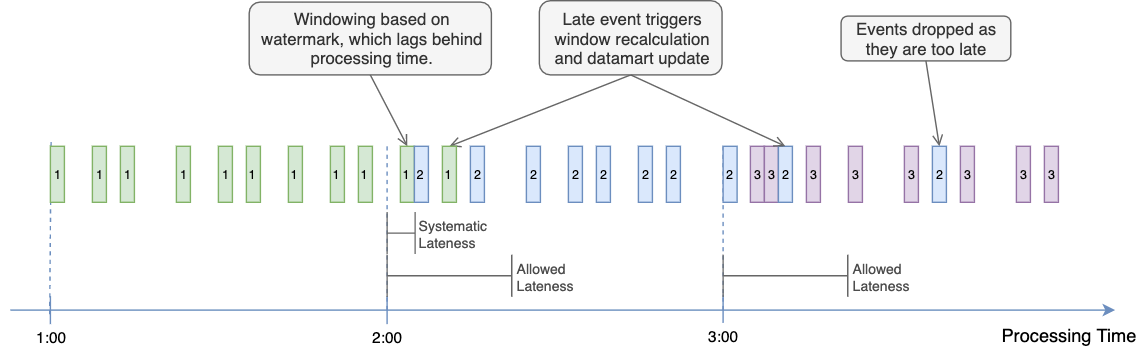 Windowing based on
watermark, which lags behind
processing time.
Late event triggers
window recalculation
and datamart update
Events dropped as
they are too late
1 1 1 1 1 1 1 1 1 1 2 1 2 2 2 2 2 2 2 3 3 2 3 3 3 2 3 3 3
Systematic
Lateness
Allowed
Lateness
Allowed
Lateness
1:00 2:00 3:00 Processing Time